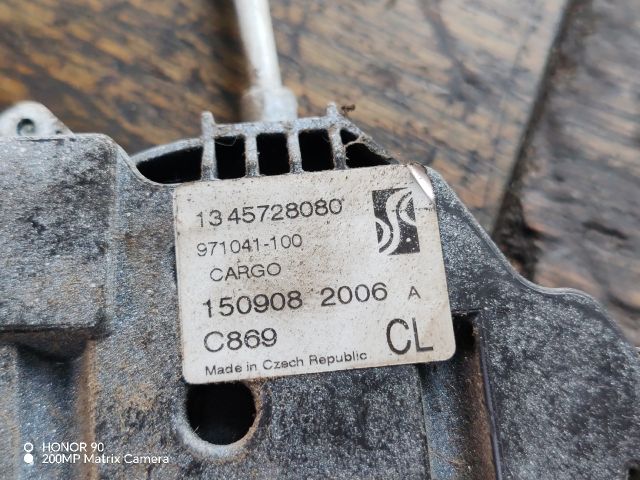 1345728080
971041-100
CARGO
150908 2006 A
C869 CL
Made in Czech Republic
HONOR 90
200MP Matrix Camera